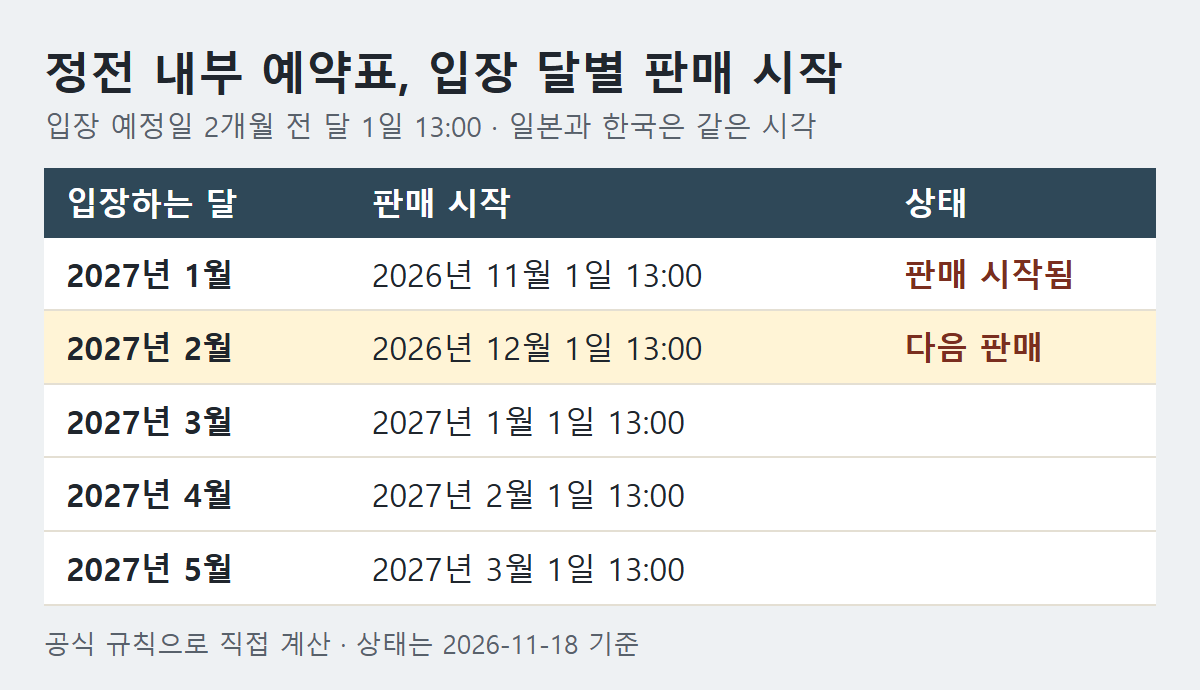 정전 내부 예약표, 입장 달별 판매 시작
입장 예정일 2개월 전 달 1일 13:00 · 일본과 한국은 같은 시각
입장하는 달 판매 시작 상태
2027년 1월 2026년 11월 1일 13:00 판매 시작됨
2027년 2월 2026년 12월 1일 13:00 다음 판매
2027년 3월 2027년 1월 1일 13:00
2027년 4월 2027년 2월 1일 13:00
2027년 5월 2027년 3월 1일 13:00
공식 규칙으로 직접 계산 · 상태는 2026-11-18 기준